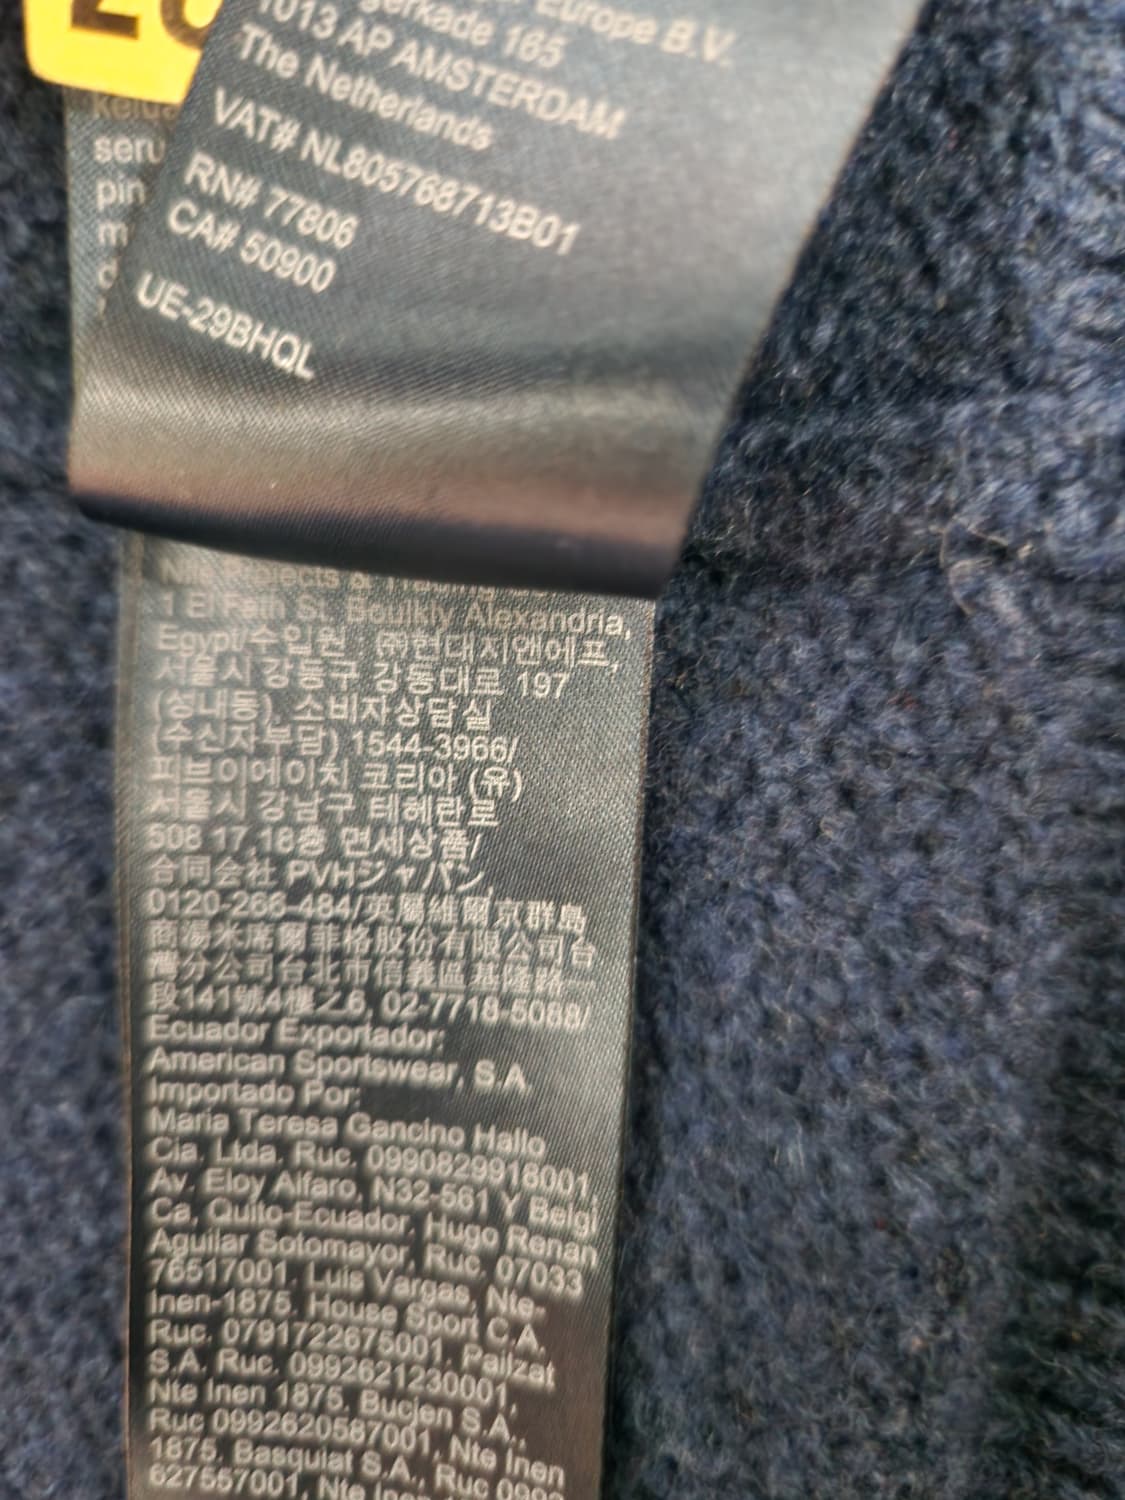 Europe B.V.
165
1013 AP AMSTERDAM
The Netherlands
VAT# NL805768713B01
RN# 77806
CA# 50900
UE-29BHQL
seru
pin
1 El Fath St. Boulkly Alexandria,
Egypt/수입원 : ㈜현대지앤에프,
서울시 강동구 강동대로 197
(성내동), 소비자상담실
(수신자부담) 1544-3966/
피브이에이치 코리아 (유)
서울시 강남구 테헤란로
508 17,18층 면세상품/
合同会社 PVHジャパン,
0120-266-484/英屬維爾京群島
商湯米席爾菲格股份有限公司台
灣分公司台北市信義區基隆路一
段141號4樓之6, 02-7718-5088/
Ecuador Exportador:
American Sportswear, S.A
Importado Por:
Maria Teresa Gancino Hallo
Cia. Ltda. Ruc. 0990829918001,
Av. Eloy Alfaro, N32-561 Y Belgi
Ca, Quito-Ecuador, Hugo Renan
Aguilar Sotomayor, Ruc. 07033
76517001, Luis Vargas, Nte-
Inen-1875. House Sport C.A.
Ruc. 0791722675001, Pailzat
S.A. Ruc. 0992621230001,
Nte Inen 1875, Bucjen S.A.,
Ruc 0992620587001, Nte Inen
1875. Basquiat S.A., Ruc 0992
627557001, Nte Inen